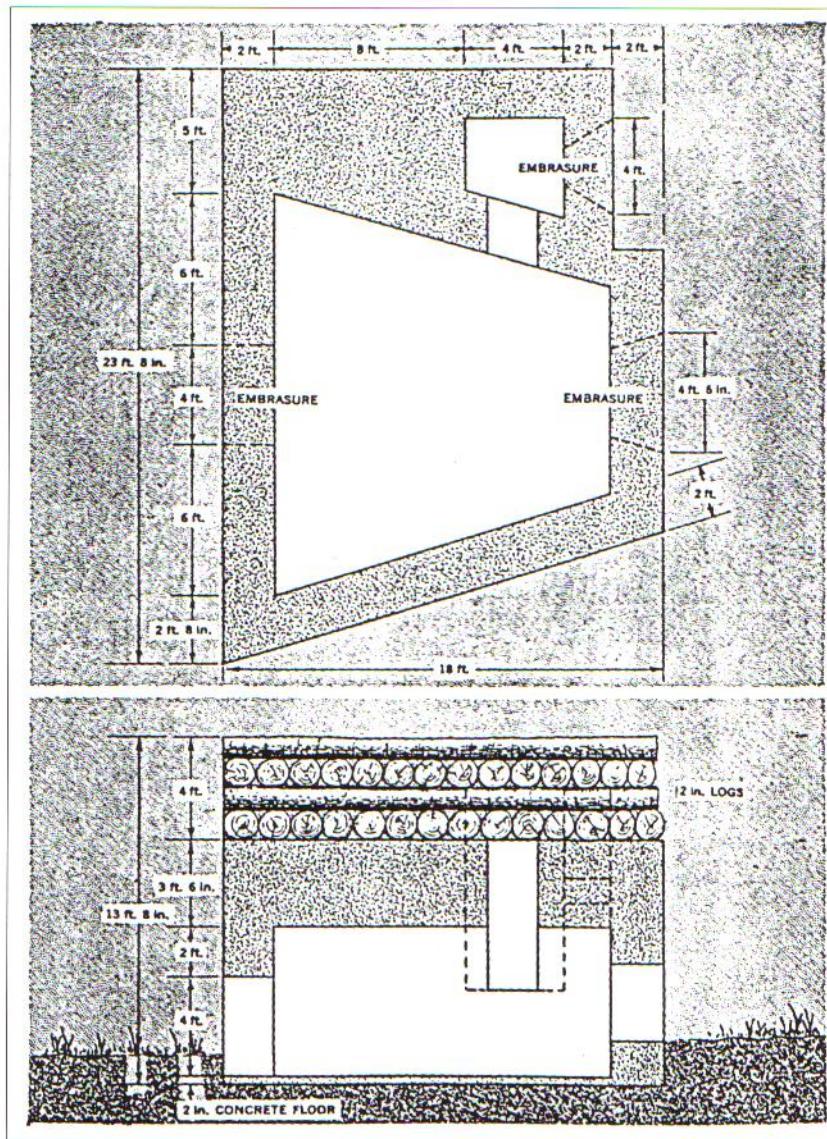 2 ft. 8 ft. 4 ft. 2 ft. 2 ft.
5 ft.
EMBRASURE 4 ft.
6 ft.
23 ft. 8 in.
4 ft. EMBRASURE EMBRASURE 4 ft. 6 in.
2 ft.
6 ft.
2 ft. 8 in.
18 ft.
4 ft. 12 in. LOGS
3 ft. 6 in.
13 ft. 8 in.
2 ft.
4 ft.
2 in. CONCRETE FLOOR